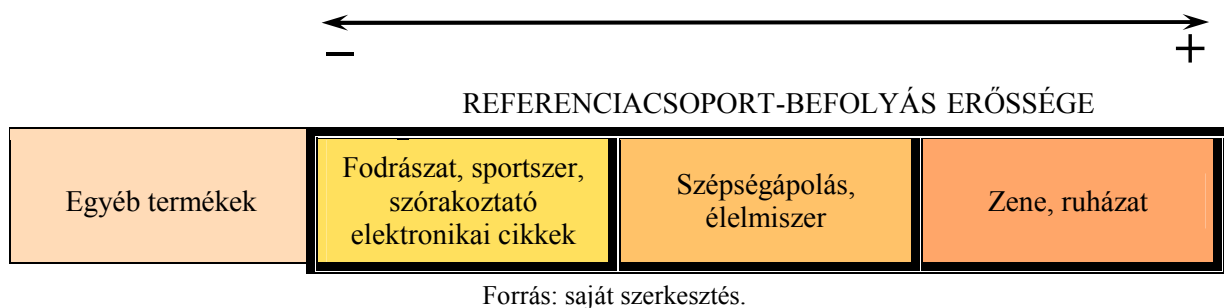 − +
REFERENCIACSOPORT-BEFOLYÁS ERŐSSÉGE
Egyéb termékek
Fodrászat, sportszer,
szórakoztató
elektronikai cikkek
Szépségápolás,
élelmiszer
Zene, ruházat
Forrás: saját szerkesztés.